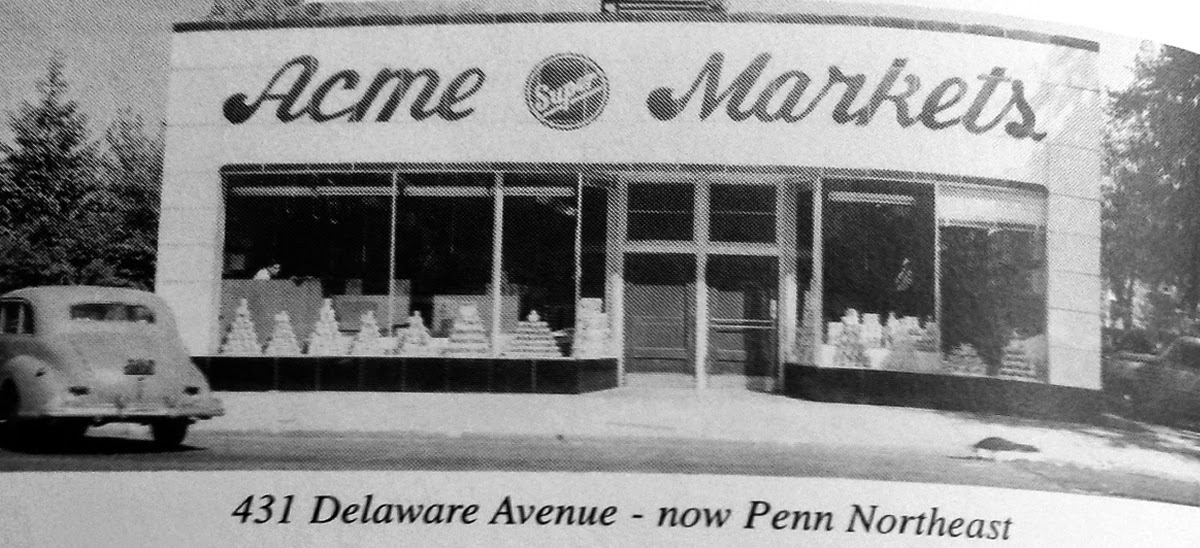 Acme Super Markets
431 Delaware Avenue - now Penn Northeast